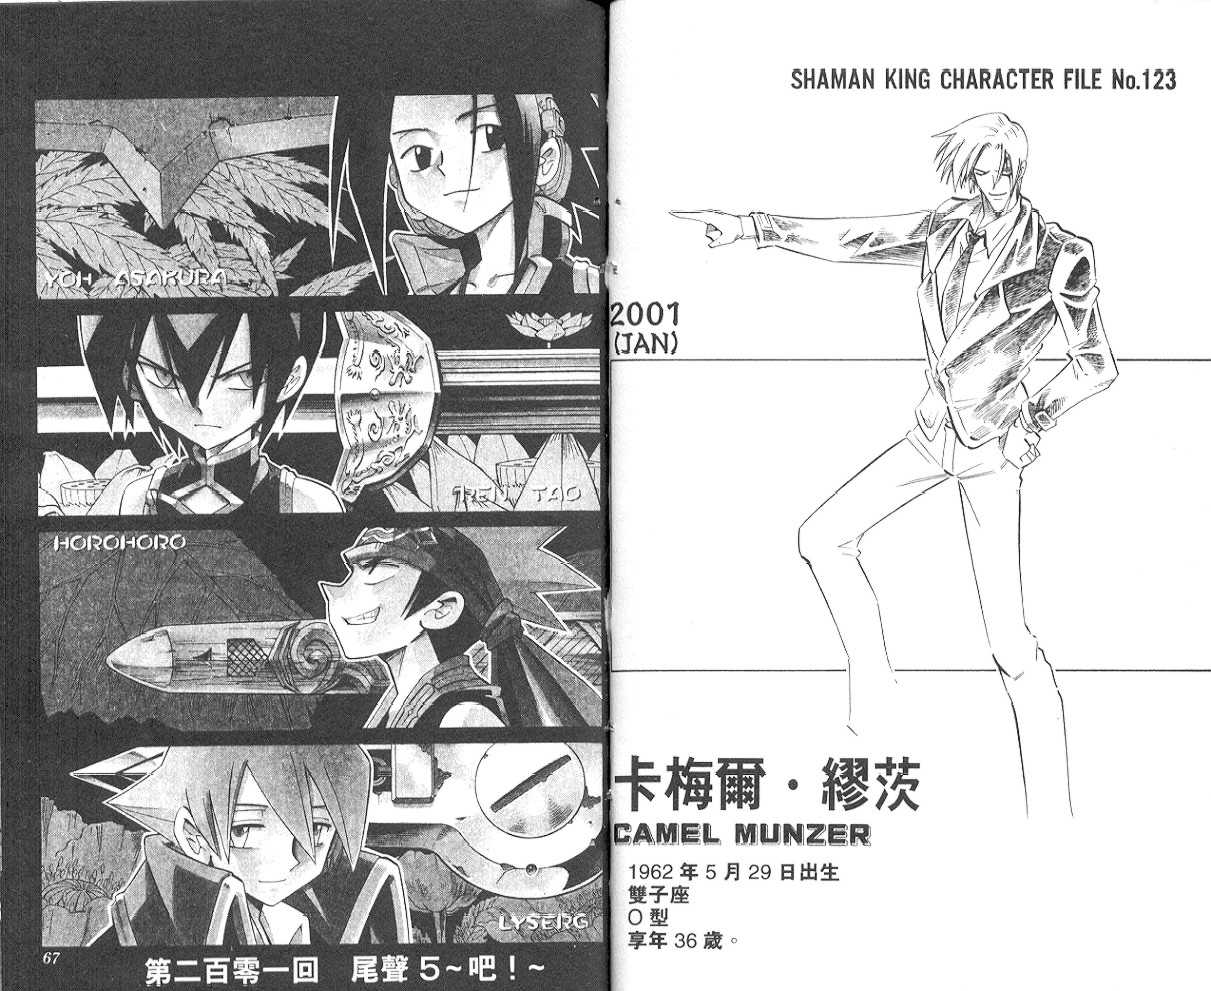 SHAMAN KING CHARACTER FILE No.123
2001
(JAN)
卡梅爾·繆茨
CAMEL MUNZER
1962年5月29日出生
雙子座
O型
享年36歲。
YOH ASAKURA
TREN TAO
HOROHORO
LYSERG
67
第二百零一回 尾聲5~吧!~